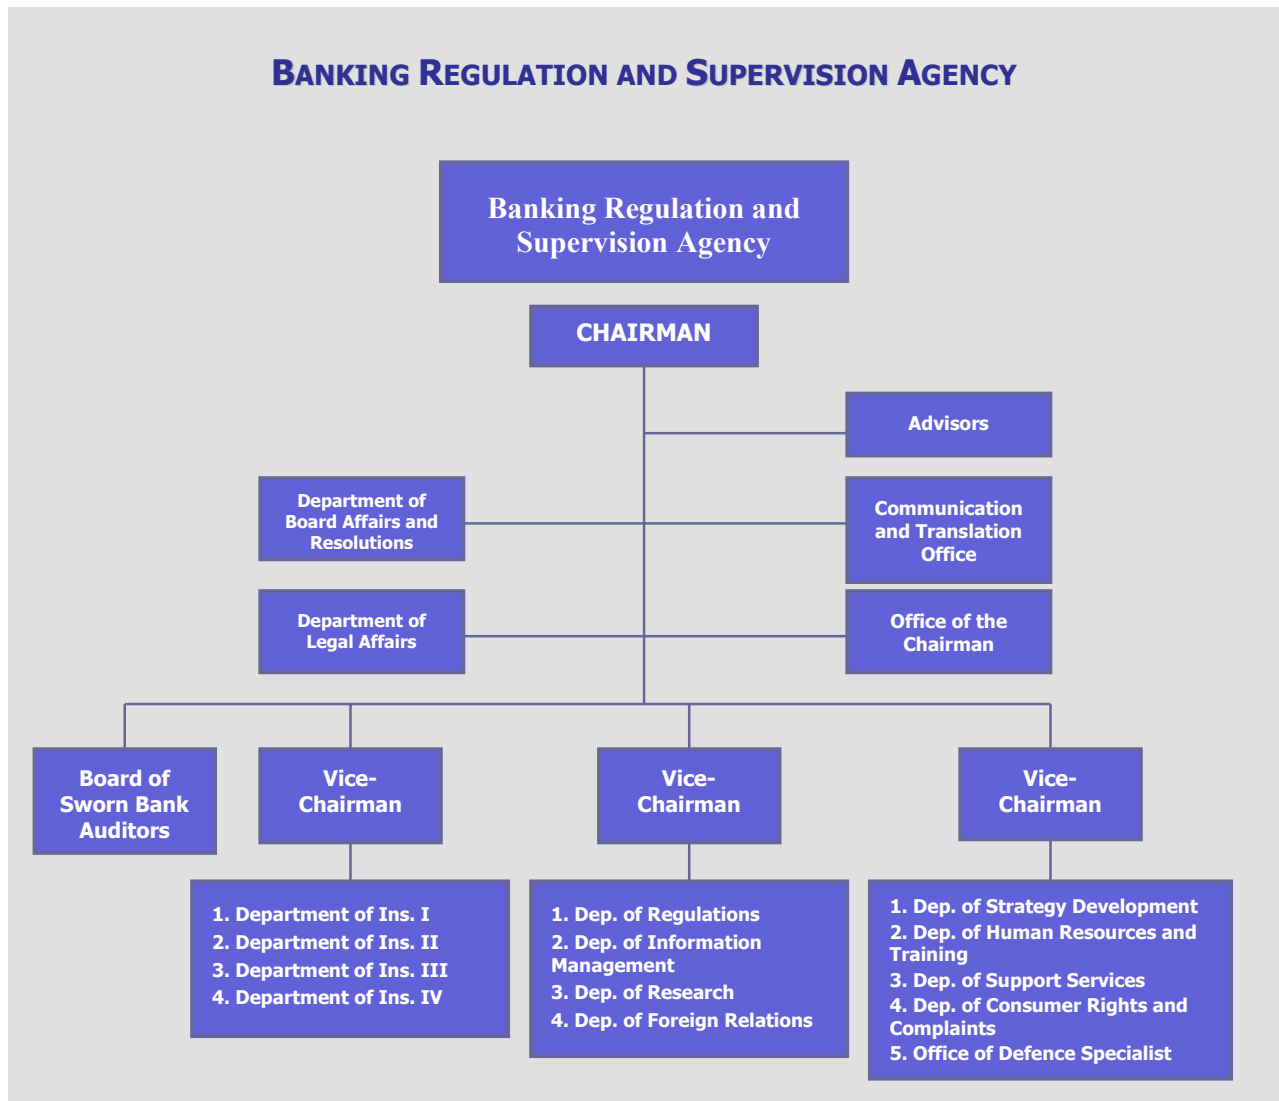 BANKING REGULATION AND SUPERVISION AGENCY
Banking Regulation and
Supervision Agency
CHAIRMAN
Advisors
Department of
Board Affairs and
Resolutions
Communication
and Translation
Office
Department of
Legal Affairs
Office of the
Chairman
Board of
Sworn Bank
Auditors
Vice-
Chairman
Vice-
Chairman
Vice-
Chairman
1. Department of Ins. I
2. Department of Ins. II
3. Department of Ins. III
4. Department of Ins. IV
1. Dep. of Regulations
2. Dep. of Information
Management
3. Dep. of Research
4. Dep. of Foreign Relations
1. Dep. of Strategy Development
2. Dep. of Human Resources and
Training
3. Dep. of Support Services
4. Dep. of Consumer Rights and
Complaints
5. Office of Defence Specialist